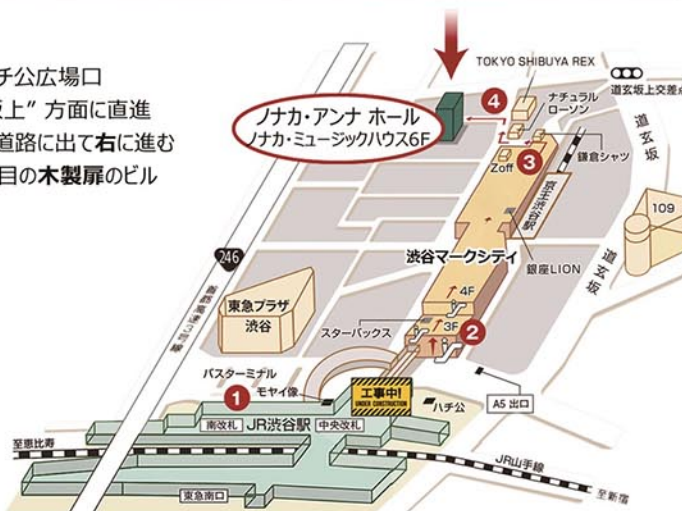 チ公広場口
坂上”方面に直進
道路に出て右に進む
目の木製扉のビル
TOKYO SHIBUYA REX
道玄坂上交差点
ナチュラル
ローソン
4
ノナカ・アンナ ホール
ノナカ・ミュージックハウス6F
鎌倉シャツ
3
Zoff
道玄坂
京王渋谷駅
109
246
渋谷マークシティ
銀座LION
道玄坂
首都高速3号線
東急プラザ
渋谷
4F
スターバックス
3F
2
バスターミナル
モヤイ像
1
工事中!
UNDER CONSTRUCTION
ハチ公
A5 出口
南改札
JR渋谷駅
中央改札
至恵比寿
JR山手線
至新宿
東急南口